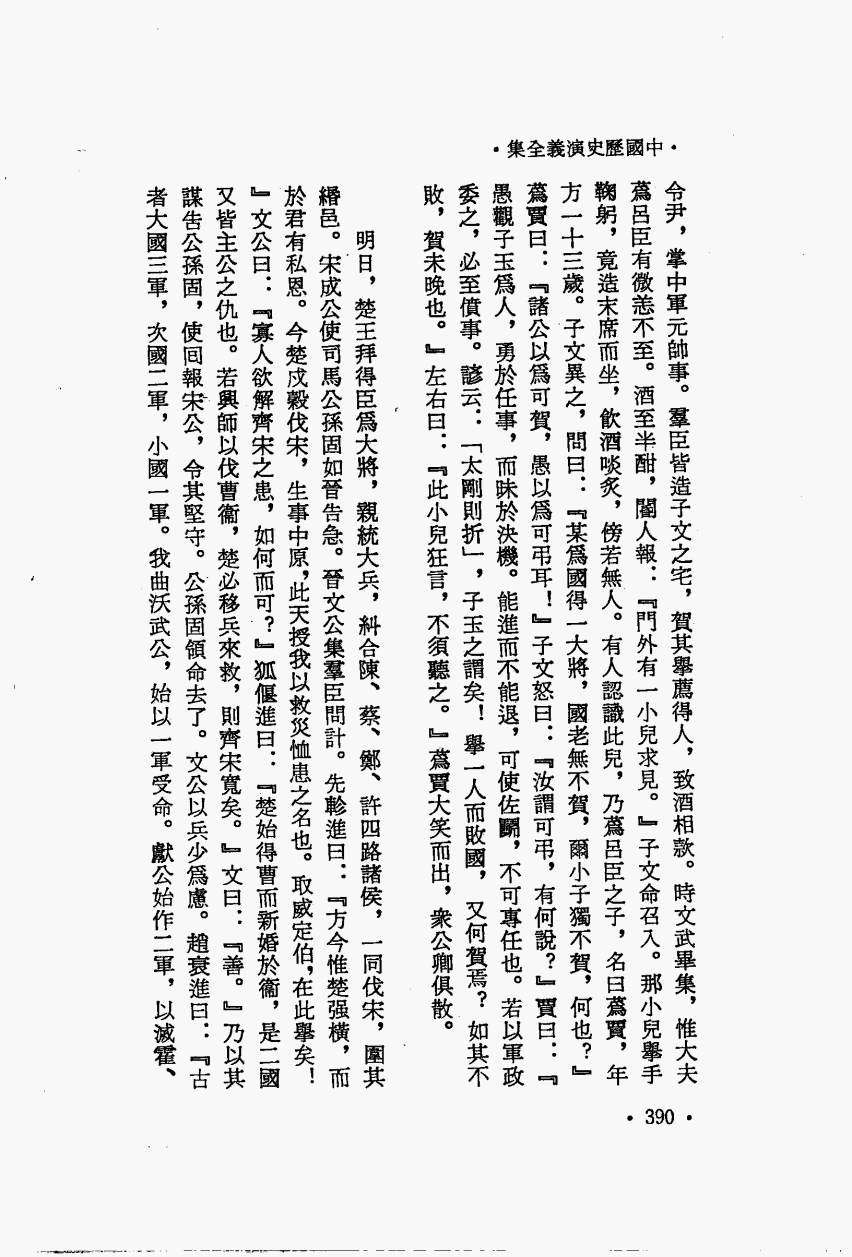 ·中國歷史演義全集·
令尹，掌中軍元帥事。羣臣皆造子文之宅，賀其舉薦得人，致酒相款。時文武畢集，惟大夫
蔿呂臣有微恙不至。酒至半酣，閽人報：『門外有一小兒求見。』子文命召入。那小兒舉手
鞠躬，竟造末席而坐，飲酒啖炙，傍若無人。有人認識此兒，乃蔿呂臣之子，名曰蔿賈，年
方一十三歲。子文異之，問曰：『某爲國得一大將，國老無不賀，爾小子獨不賀，何也？』
蔿賈曰：『諸公以爲可賀，愚以爲可弔耳！』子文怒曰：『汝謂可弔，有何說？』賈曰：『
愚觀子玉爲人，勇於任事，而昧於決機。能進而不能退，可使佐鬭，不可專任也。若以軍政
委之，必至僨事。諺云：「太剛則折」，子玉之謂矣！舉一人而敗國，又何賀焉？如其不
敗，賀未晚也。』左右曰：『此小兒狂言，不須聽之。』蔿賈大笑而出，衆公卿俱散。
明日，楚王拜得臣爲大將，親統大兵，糾合陳、蔡、鄭、許四路諸侯，一同伐宋，圍其
緡邑。宋成公使司馬公孫固如晉告急。晉文公集羣臣問計。先軫進曰：『方今惟楚强橫，而
於君有私恩。今楚戍穀伐宋，生事中原，此天授我以救災恤患之名也。取威定伯，在此舉矣！
』文公曰：『寡人欲解齊宋之患，如何而可？』狐偃進曰：『楚始得曹而新婚於衞，是二國
又皆主公之仇也。若興師以伐曹衞，楚必移兵來救，則齊宋寬矣。』文曰：『善。』乃以其
謀告公孫固，使囘報宋公，令其堅守。公孫固領命去了。文公以兵少爲慮。趙衰進曰：『古
者大國三軍，次國二軍，小國一軍。我曲沃武公，始以一軍受命。獻公始作二軍，以滅霍、
·390·